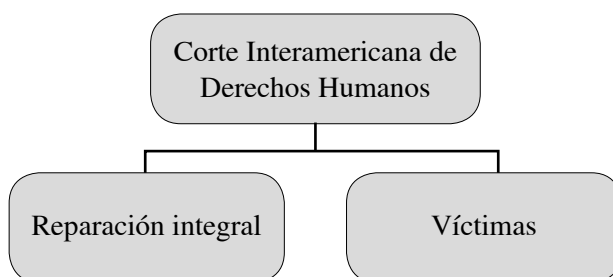 Corte Interamericana de
Derechos Humanos
Reparación integral
Víctimas